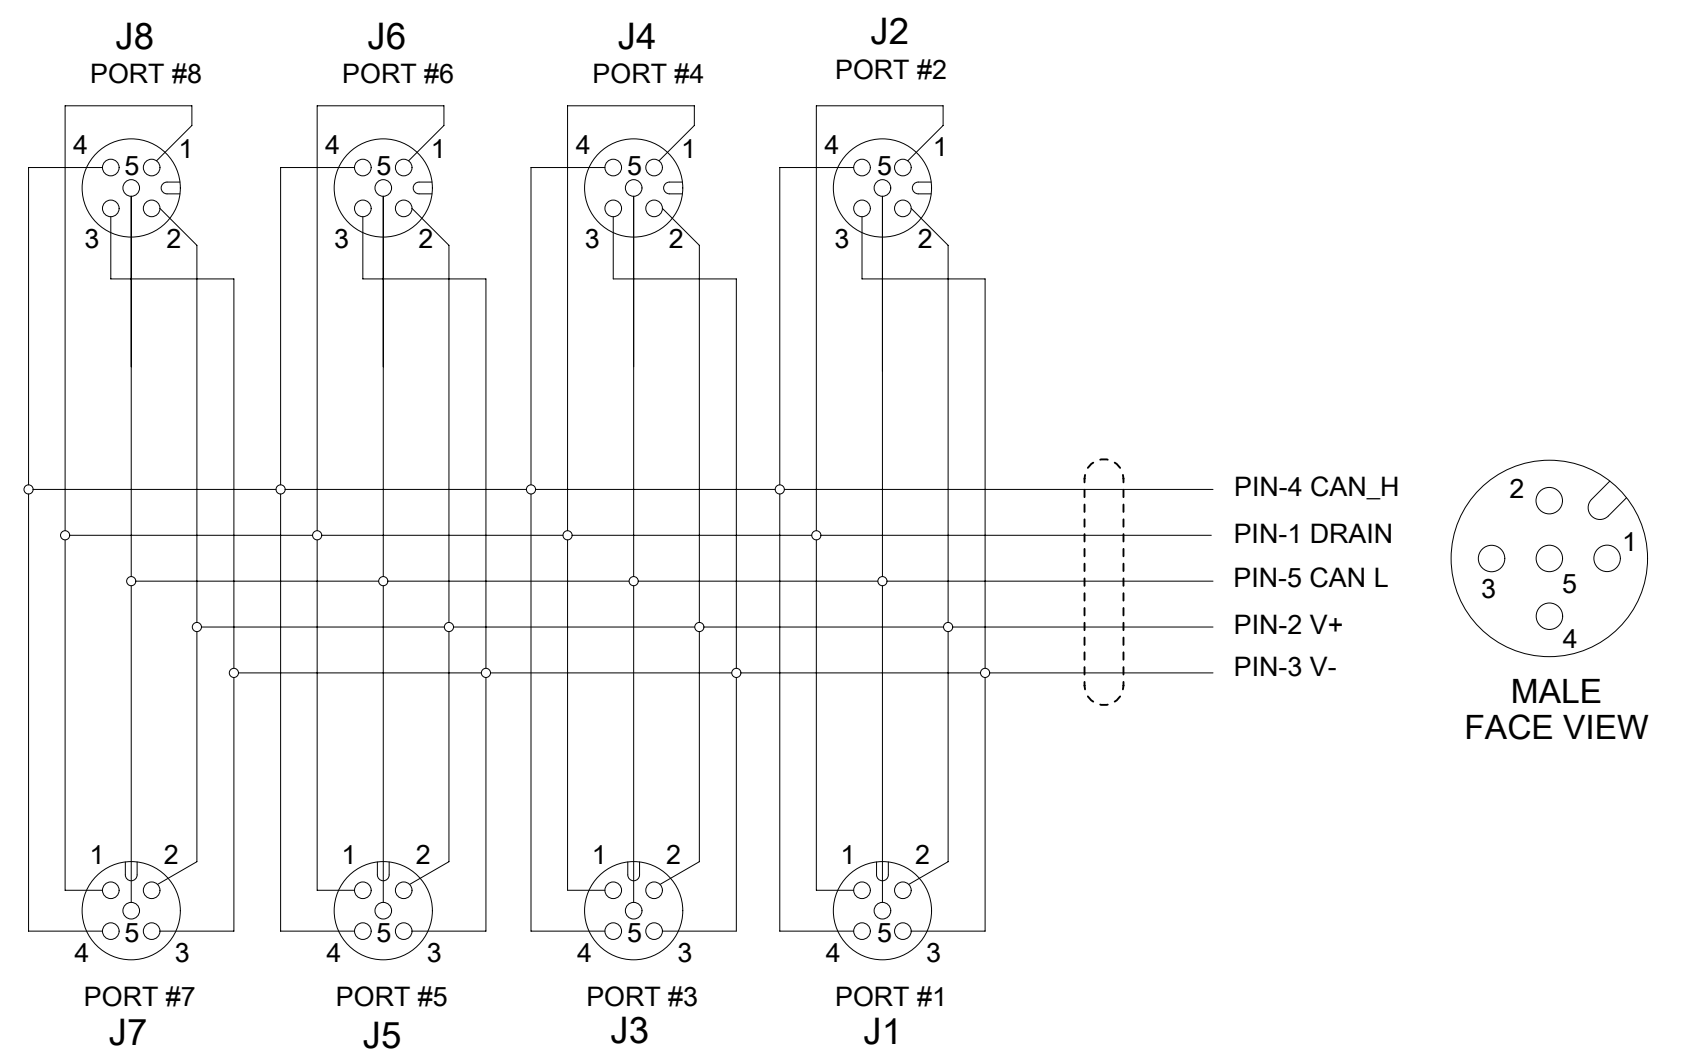 J8
PORT #8
J6
PORT #6
J4
PORT #4
J2
PORT #2
4
5
1
3
2
4
5
1
3
2
4
5
1
3
2
4
5
1
3
2
PIN-4 CAN_H
PIN-1 DRAIN
PIN-5 CAN L
PIN-2 V+
PIN-3 V-
2
1
3
5
4
MALE
FACE VIEW
1
2
5
4
3
1
2
5
4
3
1
2
5
4
3
1
2
5
4
3
PORT #7
J7
PORT #5
J5
PORT #3
J3
PORT #1
J1